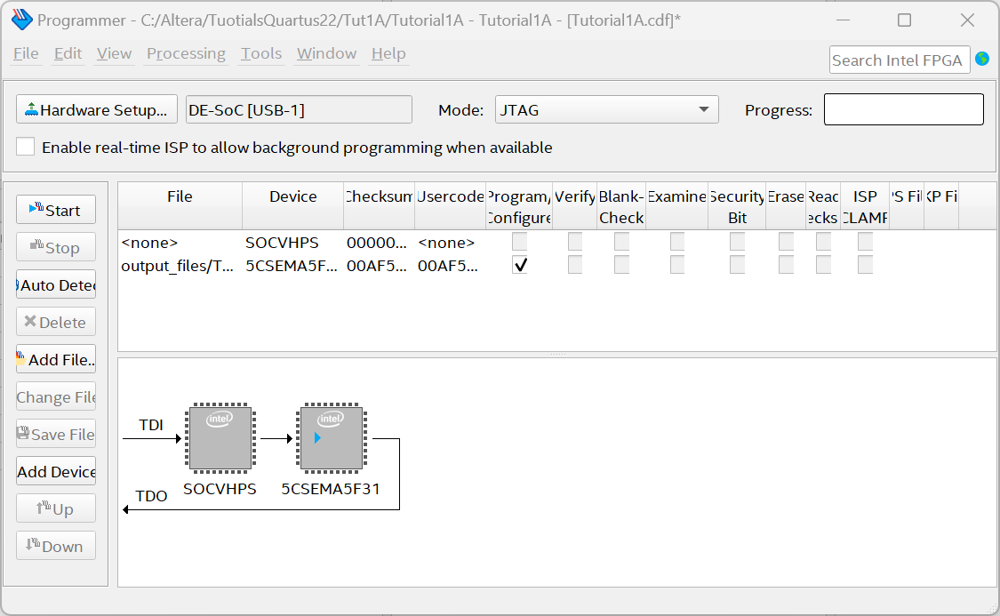 Programmer - C:/Altera/TuotialsQuartus22/Tut1A/Tutorial1A - Tutorial1A - [Tutorial1A.cdf]*
File Edit View Processing Tools Window Help
Search Intel FPGA
Hardware Setup... DE-SoC [USB-1] Mode: JTAG Progress:
Enable real-time ISP to allow background programming when available
Start
Stop
Auto Detec
Delete
Add File..
Change File
Save File
Add Device
Up
Down
File Device Checksum Usercode Program/ Verify Blank- Examine Security Erase Read ISP PS Fil KP Fi
Configure Check Bit ecks CLAMP
<none> SOCVHPS 00000... <none>
output_files/T... 5CSEMA5F... 00AF5... 00AF5...
intel intel
TDI
SOCVHPS 5CSEMA5F31
TDO